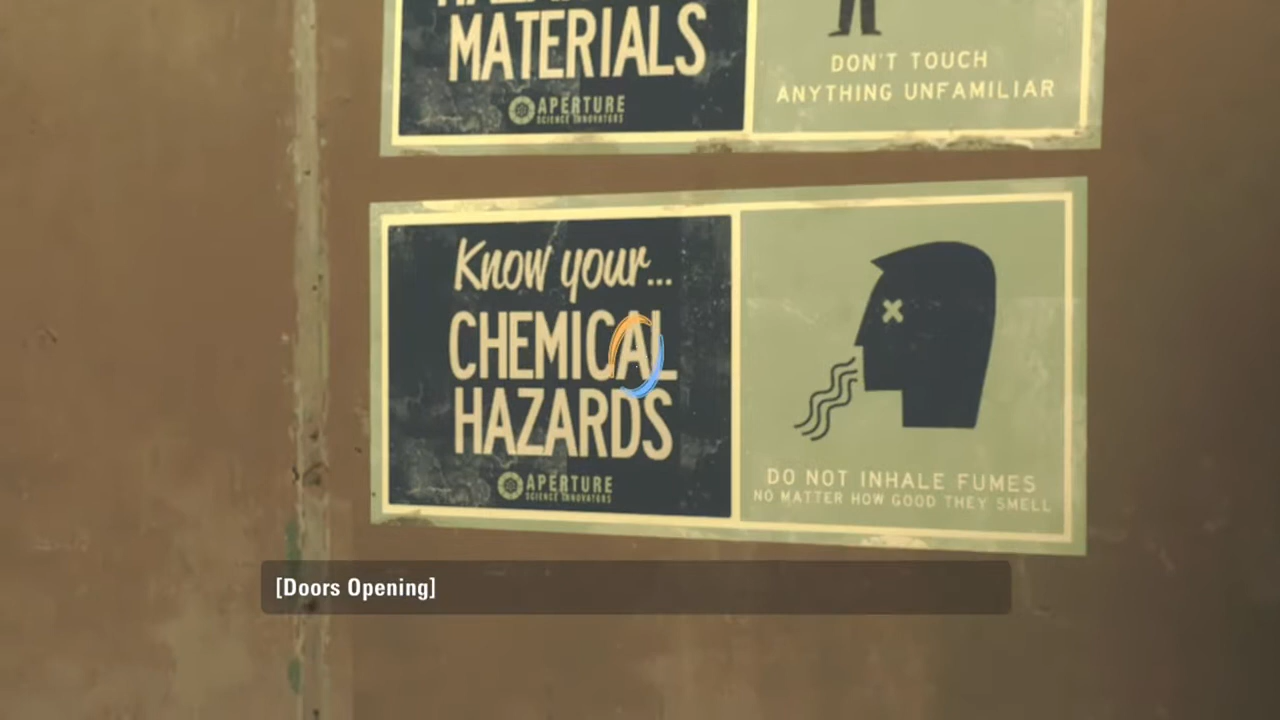 MATERIALS
APERTURE
SCIENCE INNOVATORS
DON'T TOUCH
ANYTHING UNFAMILIAR
Know your...
CHEMICAL
HAZARDS
APERTURE
SCIENCE INNOVATORS
DO NOT INHALE FUMES
NO MATTER HOW GOOD THEY SMELL
[Doors Opening]